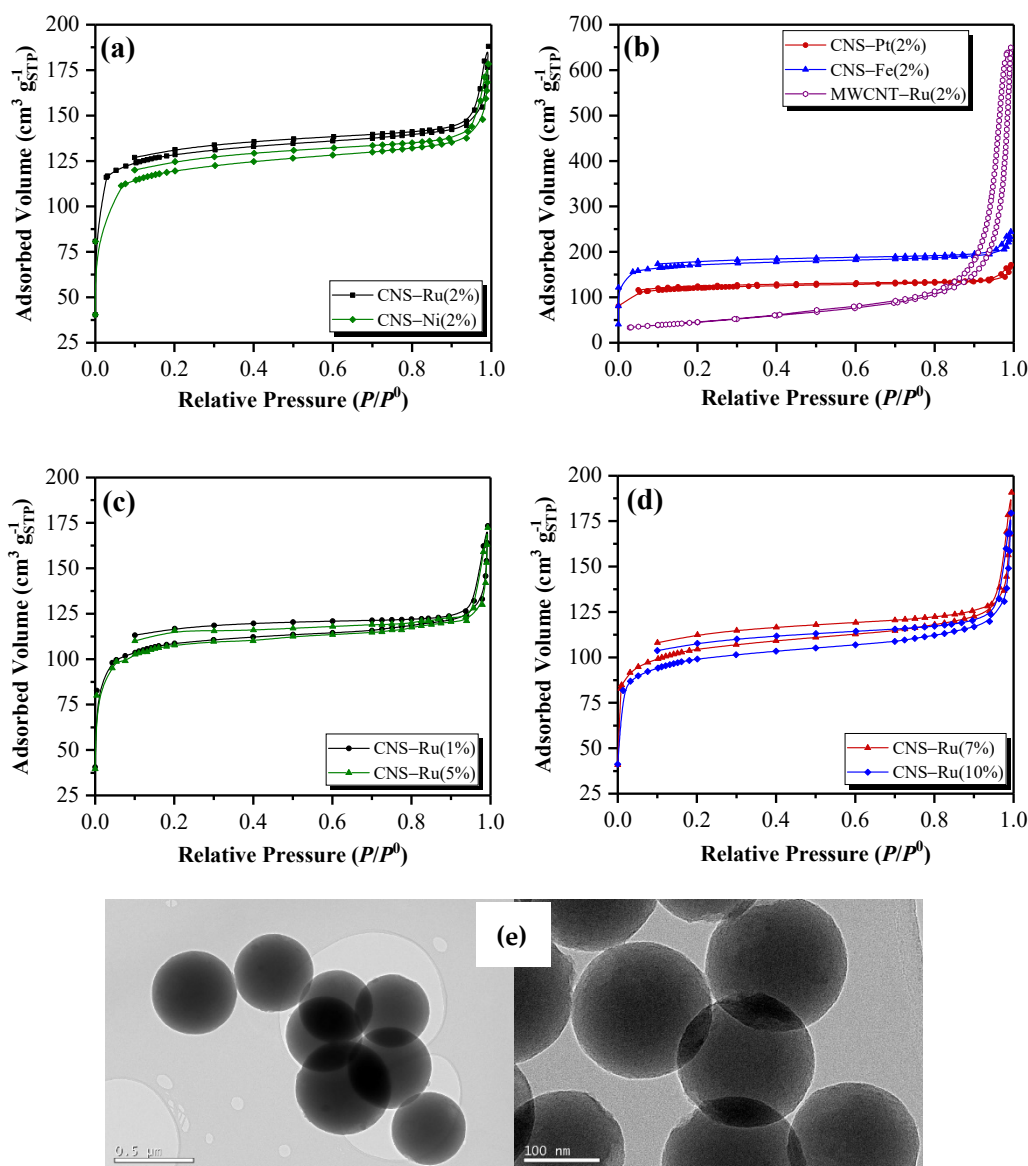 (a)
200
175
150
125
100
75
50
25
Adsorbed Volume (cm³ g⁻¹STP)
CNS–Ru(2%)
CNS–Ni(2%)
0.0 0.2 0.4 0.6 0.8 1.0
Relative Pressure (P/P⁰)
(b)
700
600
500
400
300
200
100
0
Adsorbed Volume (cm³ g⁻¹STP)
CNS–Pt(2%)
CNS–Fe(2%)
MWCNT–Ru(2%)
0.0 0.2 0.4 0.6 0.8 1.0
Relative Pressure (P/P⁰)
(c)
200
175
150
125
100
75
50
25
Adsorbed Volume (cm³ g⁻¹STP)
CNS–Ru(1%)
CNS–Ru(5%)
0.0 0.2 0.4 0.6 0.8 1.0
Relative Pressure (P/P⁰)
(d)
200
175
150
125
100
75
50
25
Adsorbed Volume (cm³ g⁻¹STP)
CNS–Ru(7%)
CNS–Ru(10%)
0.0 0.2 0.4 0.6 0.8 1.0
Relative Pressure (P/P⁰)
(e)
0.5 µm
100 nm